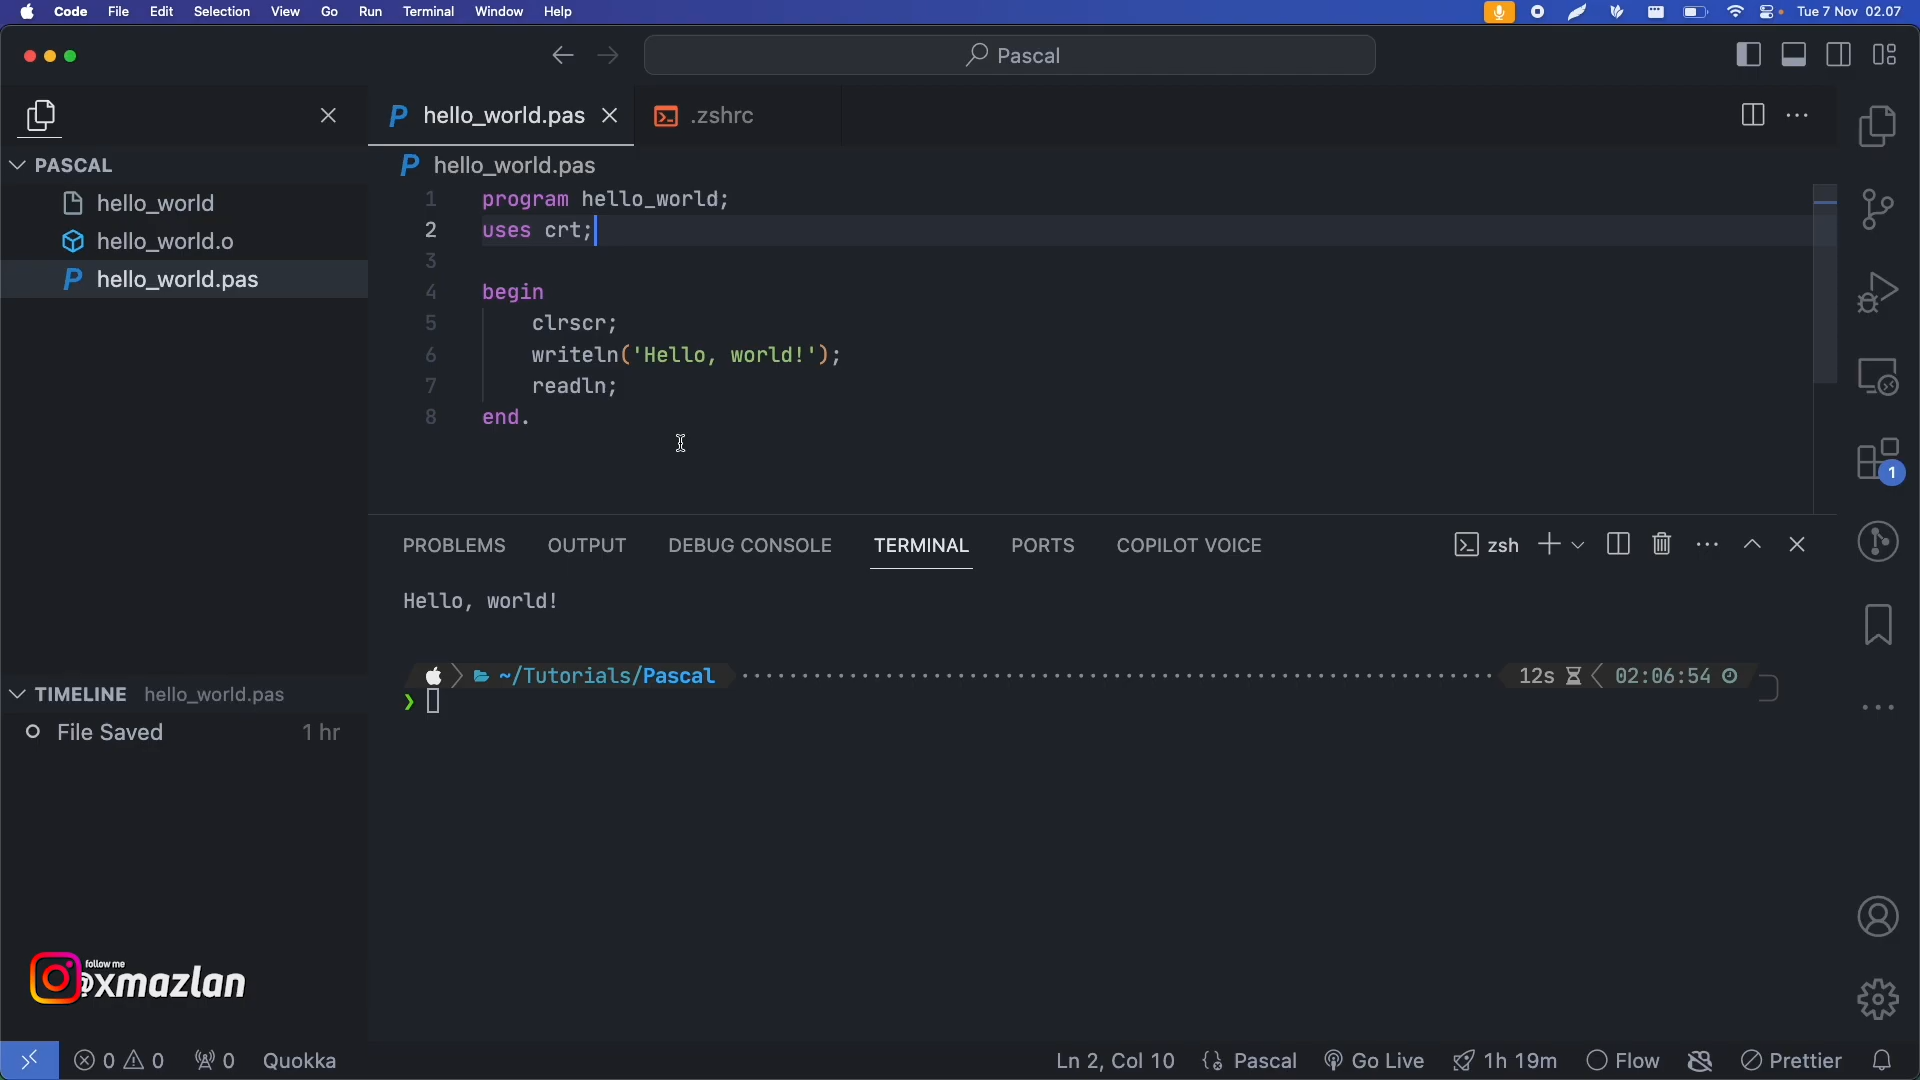 Code File Edit Selection View Go Run Terminal Window Help Tue 7 Nov 02.07
Pascal
hello_world.pas .zshrc
PASCAL
hello_world
hello_world.o
hello_world.pas
hello_world.pas
1 program hello_world;
2 uses crt;
3
4 begin
5 clrscr;
6 writeln('Hello, world!');
7 readln;
8 end.
1
PROBLEMS OUTPUT DEBUG CONSOLE TERMINAL PORTS COPILOT VOICE zsh
Hello, world!
~/Tutorials/Pascal 12s 02:06:54
❯
TIMELINE hello_world.pas
File Saved 1 hr
follow me
@xmazlan
0 0 0 Quokka Ln 2, Col 10 Pascal Go Live 1h 19m Flow Prettier